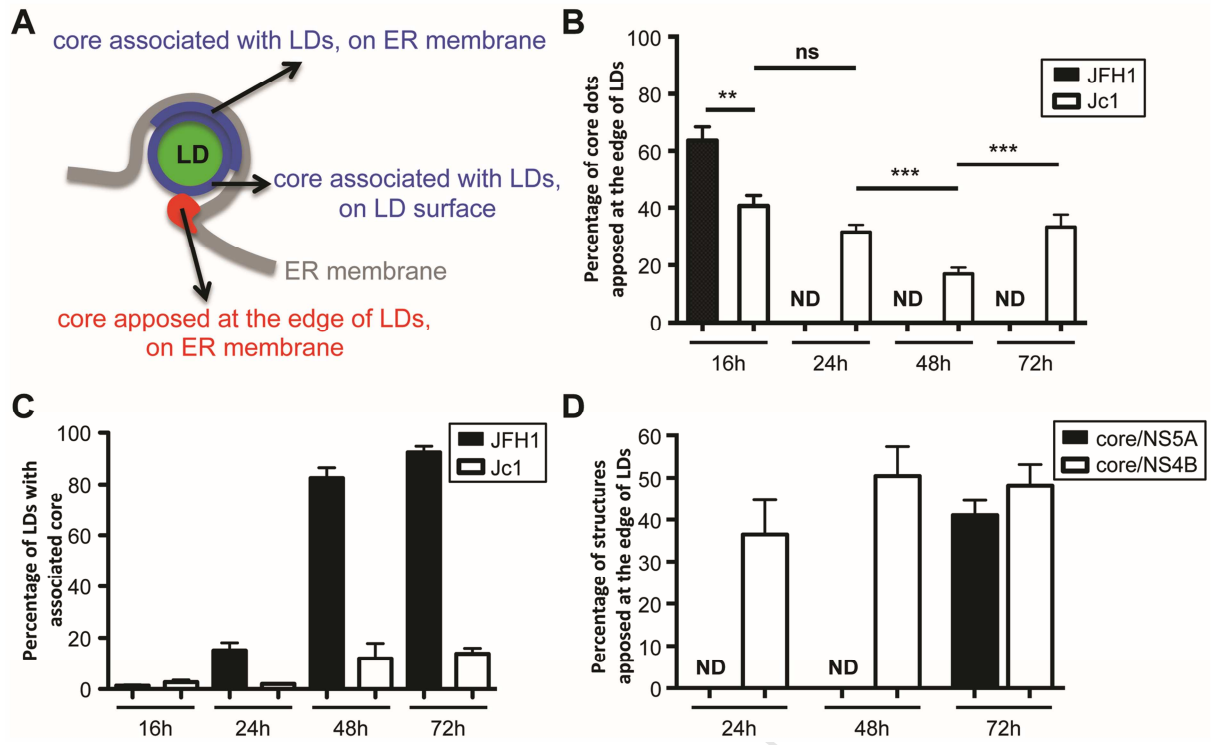 A
core associated with LDs, on ER membrane
LD
core associated with LDs,
on LD surface
ER membrane
core apposed at the edge of LDs,
on ER membrane
B
Percentage of core dots
apposed at the edge of LDs
100
80
60
40
20
0
**
ns
***
***
JFH1
Jc1
ND
ND
ND
16h
24h
48h
72h
C
Percentage of LDs with
associated core
100
80
60
40
20
0
JFH1
Jc1
16h
24h
48h
72h
D
Percentage of structures
apposed at the edge of LDs
60
50
40
30
20
10
0
core/NS5A
core/NS4B
ND
ND
24h
48h
72h